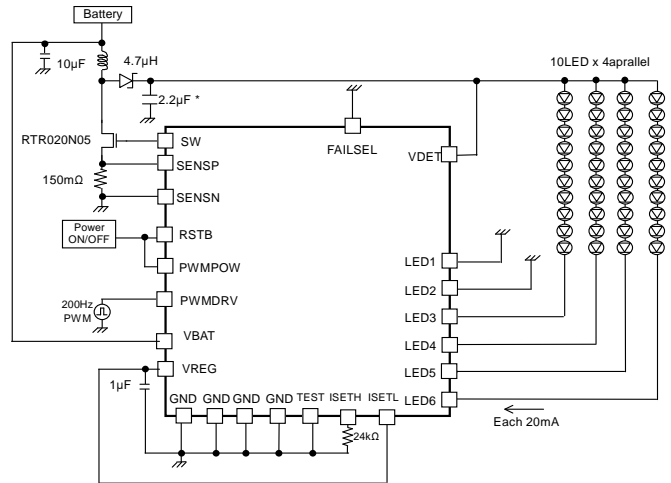 Battery
10μF
4.7μH
2.2μF *
10LED x 4aprallel
RTR020N05
SW
FAILSEL
VDET
SENSP
150mΩ
SENSN
Power
ON/OFF
RSTB
PWMPOW
LED1
LED2
200Hz
PWM
PWMDRV
LED3
VBAT
LED4
VREG
LED5
1μF
GND GND GND GND TEST ISETH ISETL
LED6
24kΩ
Each 20mA